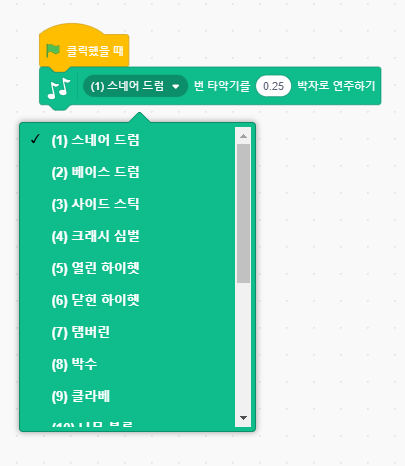 클릭했을 때
(1) 스네어 드럼 번 타악기를 0.25 박자로 연주하기
(1) 스네어 드럼
(2) 베이스 드럼
(3) 사이드 스틱
(4) 크래시 심벌
(5) 열린 하이햇
(6) 닫힌 하이햇
(7) 탬버린
(8) 박수
(9) 클라베